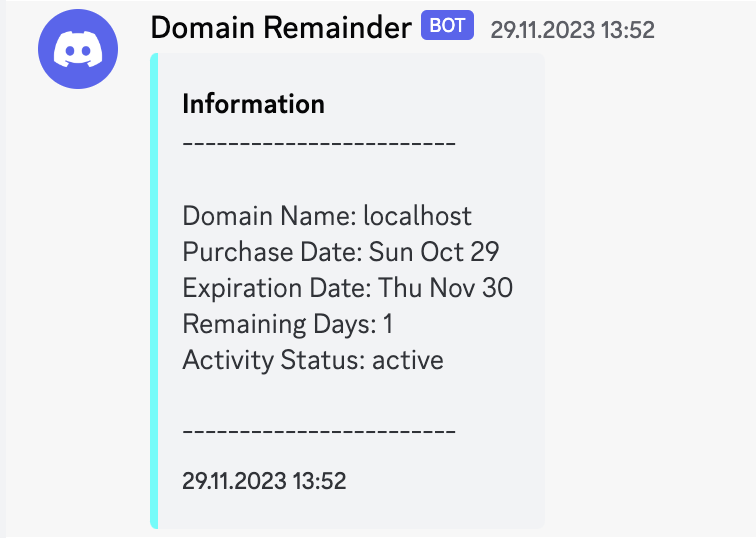 Domain Remainder BOT 29.11.2023 13:52
Information
------------------------
Domain Name: localhost
Purchase Date: Sun Oct 29
Expiration Date: Thu Nov 30
Remaining Days: 1
Activity Status: active
------------------------
29.11.2023 13:52